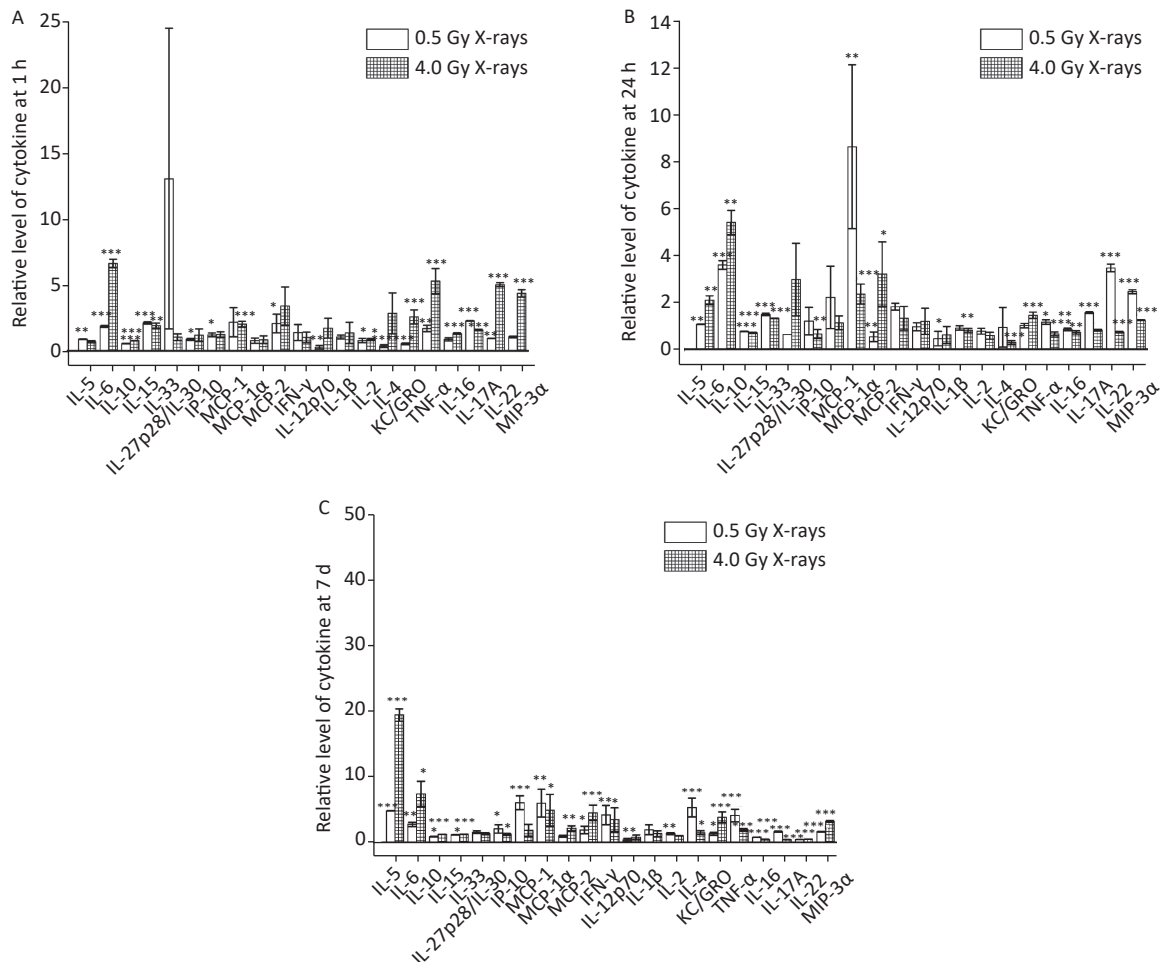 A
Relative level of cytokine at 1 h
25
20
15
10
5
0
0.5 Gy X-rays
4.0 Gy X-rays
IL-5
IL-6
IL-10
IL-15
IL-33
IL-27p28/IL-30
IP-10
MCP-1
MCP-1α
MCP-2
IFN-γ
IL-12p70
IL-1β
IL-2
IL-4
KC/GRO
TNF-α
IL-16
IL-17A
IL-22
MIP-3α
B
Relative level of cytokine at 24 h
14
12
10
8
6
4
2
0
0.5 Gy X-rays
4.0 Gy X-rays
IL-5
IL-6
IL-10
IL-15
IL-33
IL-27p28/IL-30
IP-10
MCP-1
MCP-1α
MCP-2
IFN-γ
IL-12p70
IL-1β
IL-2
IL-4
KC/GRO
TNF-α
IL-16
IL-17A
IL-22
MIP-3α
C
Relative level of cytokine at 7 d
50
40
30
20
10
0
0.5 Gy X-rays
4.0 Gy X-rays
IL-5
IL-6
IL-10
IL-15
IL-33
IL-27p28/IL-30
IP-10
MCP-1
MCP-1α
MCP-2
IFN-γ
IL-12p70
IL-1β
IL-2
IL-4
KC/GRO
TNF-α
IL-16
IL-17A
IL-22
MIP-3α